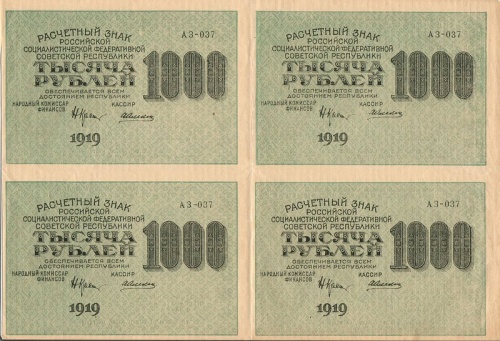 РАСЧЕТНЫЙ ЗНАК
РОССИЙСКОЙ
СОЦИАЛИСТИЧЕСКОЙ ФЕДЕРАТИВНОЙ
СОВЕТСКОЙ РЕСПУБЛИКИ
ТЫСЯЧА
РУБЛЕЙ
ОБЕСПЕЧИВАЕТСЯ ВСЕМ
ДОСТОЯНИЕМ РЕСПУБЛИКИ
НАРОДНЫЙ КОМИССАР
ФИНАНСОВ
КАССИР
1919
АЗ-037
1000
РАСЧЕТНЫЙ ЗНАК
РОССИЙСКОЙ
СОЦИАЛИСТИЧЕСКОЙ ФЕДЕРАТИВНОЙ
СОВЕТСКОЙ РЕСПУБЛИКИ
ТЫСЯЧА
РУБЛЕЙ
ОБЕСПЕЧИВАЕТСЯ ВСЕМ
ДОСТОЯНИЕМ РЕСПУБЛИКИ
НАРОДНЫЙ КОМИССАР
ФИНАНСОВ
КАССИР
1919
АЗ-037
1000
РАСЧЕТНЫЙ ЗНАК
РОССИЙСКОЙ
СОЦИАЛИСТИЧЕСКОЙ ФЕДЕРАТИВНОЙ
СОВЕТСКОЙ РЕСПУБЛИКИ
ТЫСЯЧА
РУБЛЕЙ
ОБЕСПЕЧИВАЕТСЯ ВСЕМ
ДОСТОЯНИЕМ РЕСПУБЛИКИ
НАРОДНЫЙ КОМИССАР
ФИНАНСОВ
КАССИР
1919
АЗ-037
1000
РАСЧЕТНЫЙ ЗНАК
РОССИЙСКОЙ
СОЦИАЛИСТИЧЕСКОЙ ФЕДЕРАТИВНОЙ
СОВЕТСКОЙ РЕСПУБЛИКИ
ТЫСЯЧА
РУБЛЕЙ
ОБЕСПЕЧИВАЕТСЯ ВСЕМ
ДОСТОЯНИЕМ РЕСПУБЛИКИ
НАРОДНЫЙ КОМИССАР
ФИНАНСОВ
КАССИР
1919
АЗ-037
1000